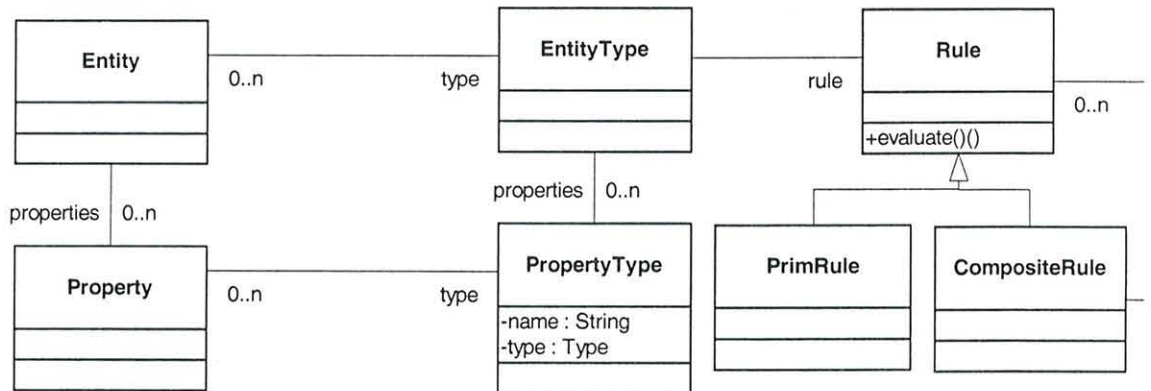 Entity
0..n
type
EntityType
rule
Rule
0..n
+evaluate()()
properties 0..n
properties 0..n
Property
0..n
type
PropertyType
-name : String
-type : Type
PrimRule
CompositeRule